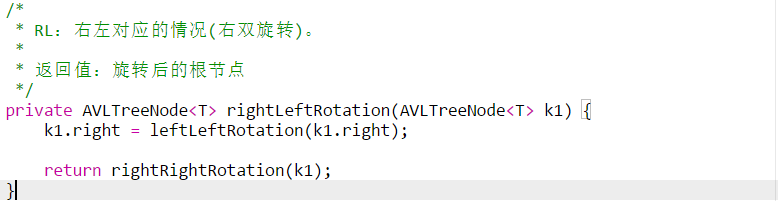 /*
 * RL：右左对应的情况(右双旋转)。
 *
 * 返回值：旋转后的根节点
 */
private AVLTreeNode<T> rightLeftRotation(AVLTreeNode<T> k1) {
    k1.right = leftLeftRotation(k1.right);

    return rightRightRotation(k1);
}